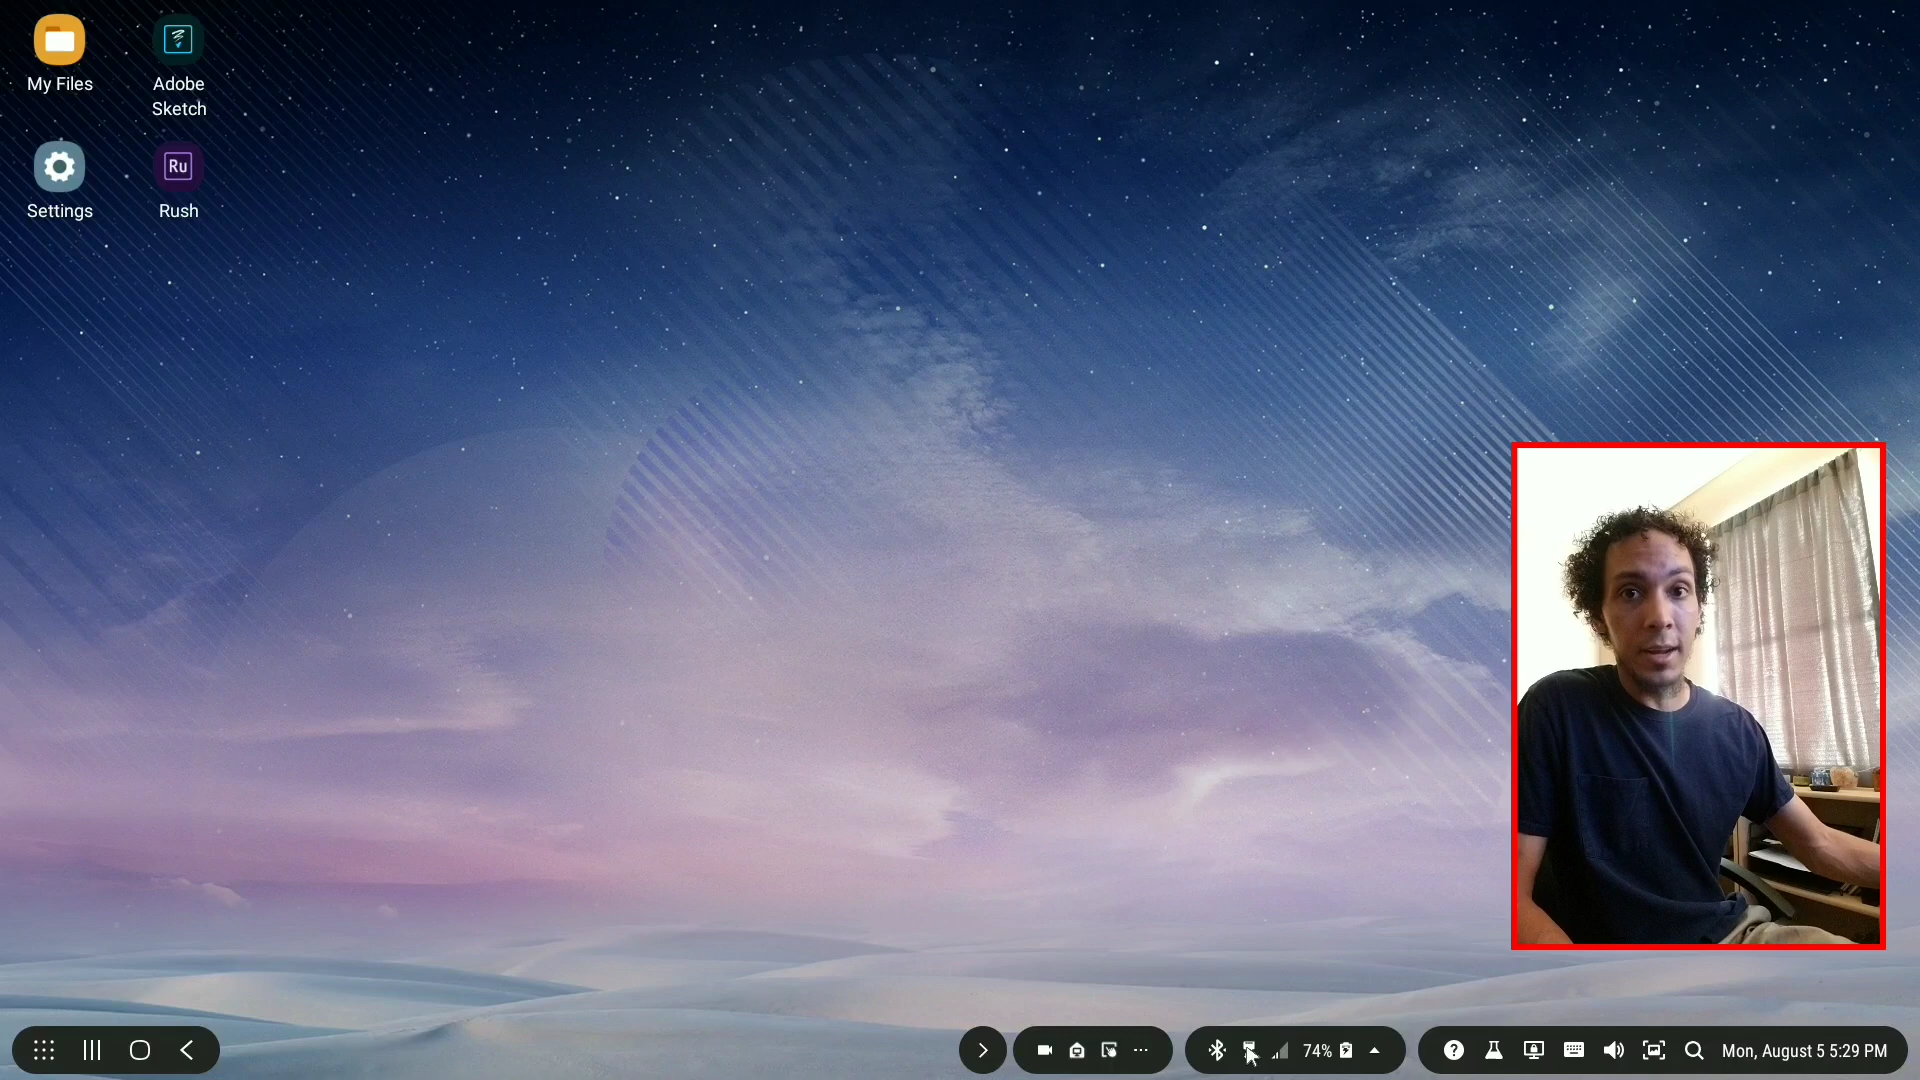 My Files
Adobe
Sketch
Settings
Ru
Rush
74%
Mon, August 5 5:29 PM